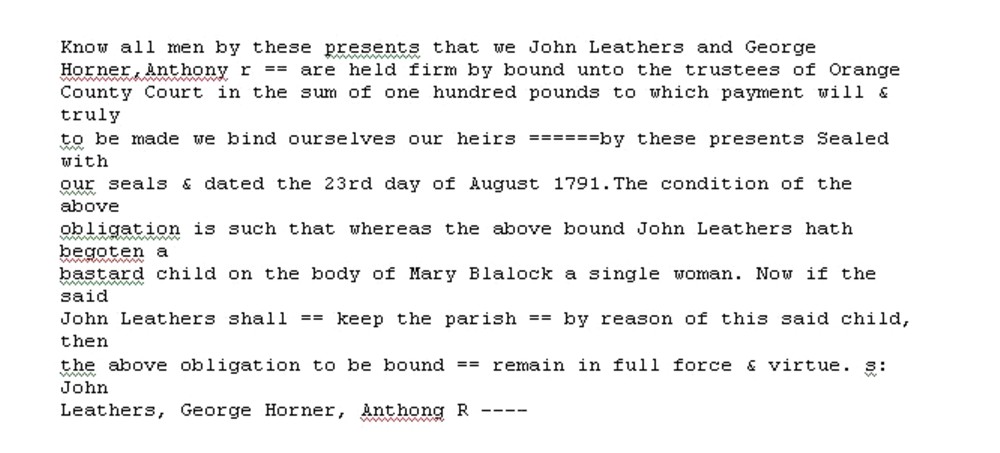 Know all men by these presents that we John Leathers and George
Horner,Anthony r == are held firm by bound unto the trustees of Orange
County Court in the sum of one hundred pounds to which payment will &
truly
to be made we bind ourselves our heirs ======by these presents Sealed
with
our seals & dated the 23rd day of August 1791.The condition of the
above
obligation is such that whereas the above bound John Leathers hath
begoten a
bastard child on the body of Mary Blalock a single woman. Now if the
said
John Leathers shall == keep the parish == by reason of this said child,
then
the above obligation to be bound == remain in full force & virtue. s:
John
Leathers, George Horner, Anthong R ----